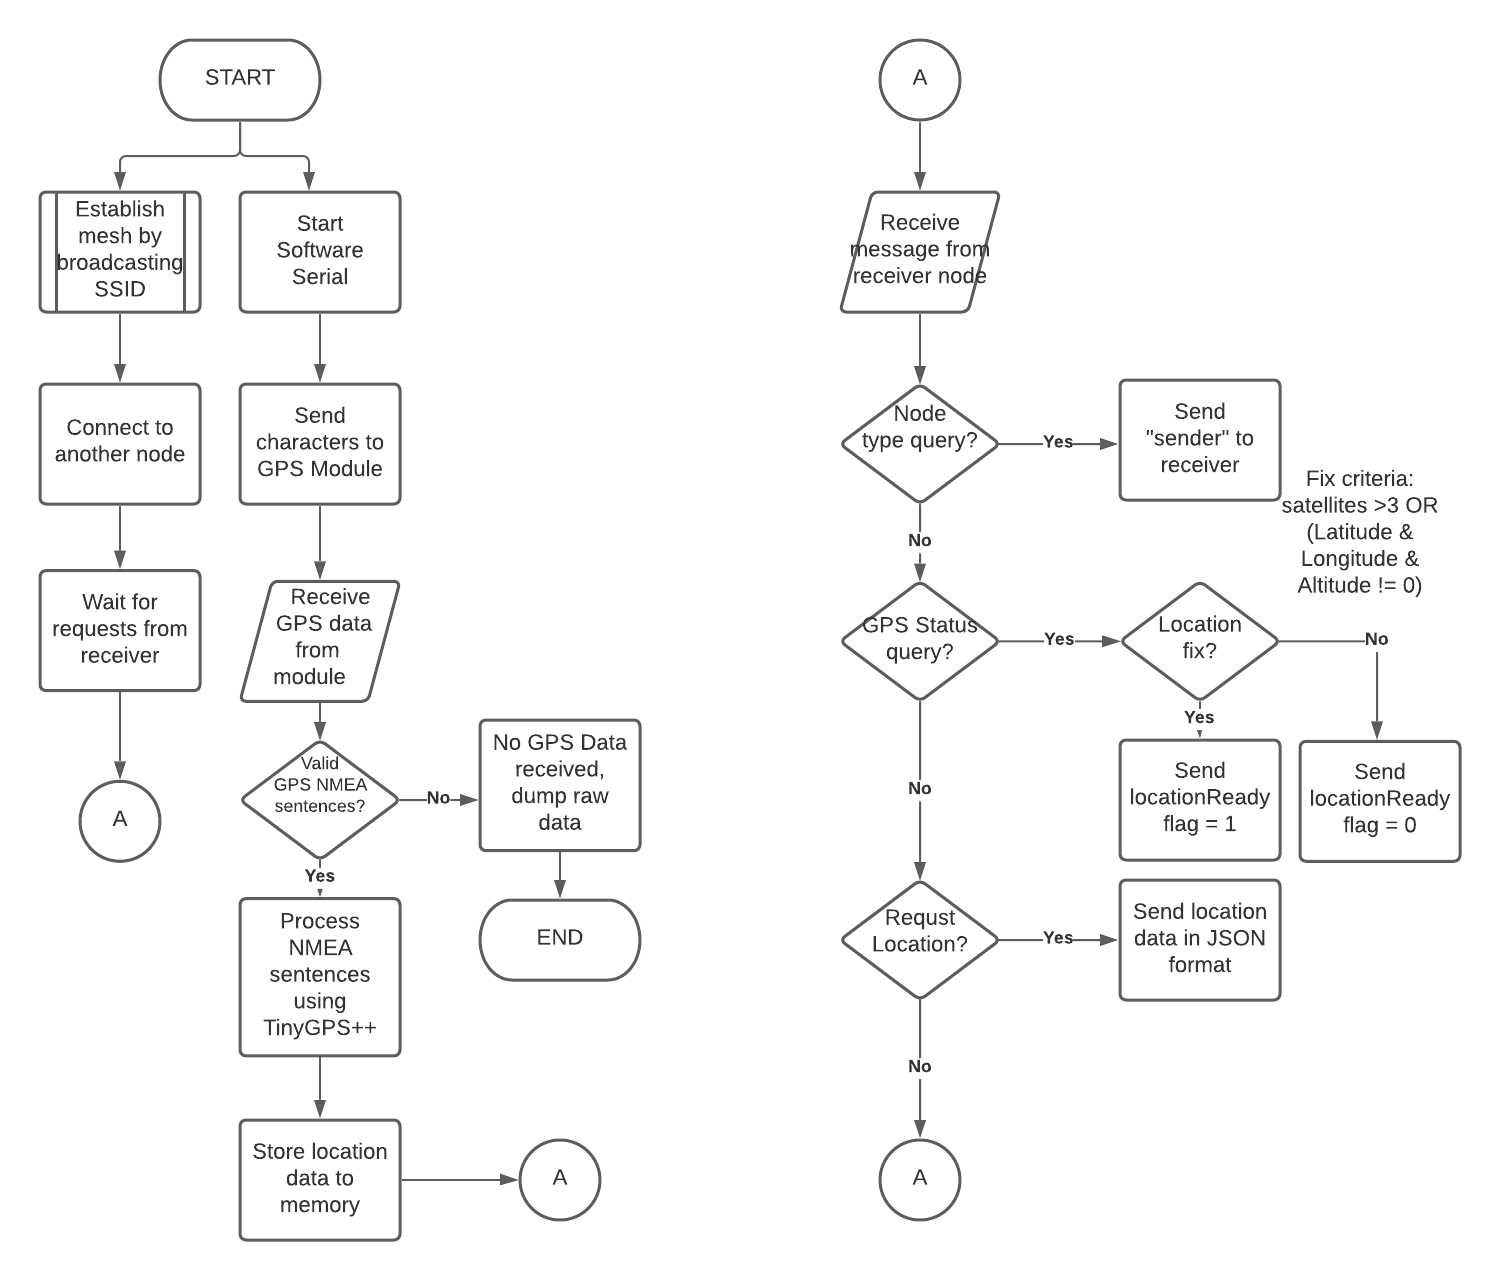 START
Establish
mesh by
broadcasting
SSID
Start
Software
Serial
Connect to
another node
Send
characters to
GPS Module
Wait for
requests from
receiver
Receive
GPS data
from
module
A
Valid
GPS NMEA
sentences?
No
No GPS Data
received,
dump raw
data
END
Yes
Process
NMEA
sentences
using
TinyGPS++
Store location
data to
memory
A
A
Receive
message from
receiver node
Node
type query?
Yes
Send
"sender" to
receiver
No
Fix criteria:
satellites >3 OR
(Latitude &
Longitude &
Altitude != 0)
GPS Status
query?
Yes
Location
fix?
No
Yes
Send
locationReady
flag = 1
Send
locationReady
flag = 0
No
Requst
Location?
Yes
Send location
data in JSON
format
No
A